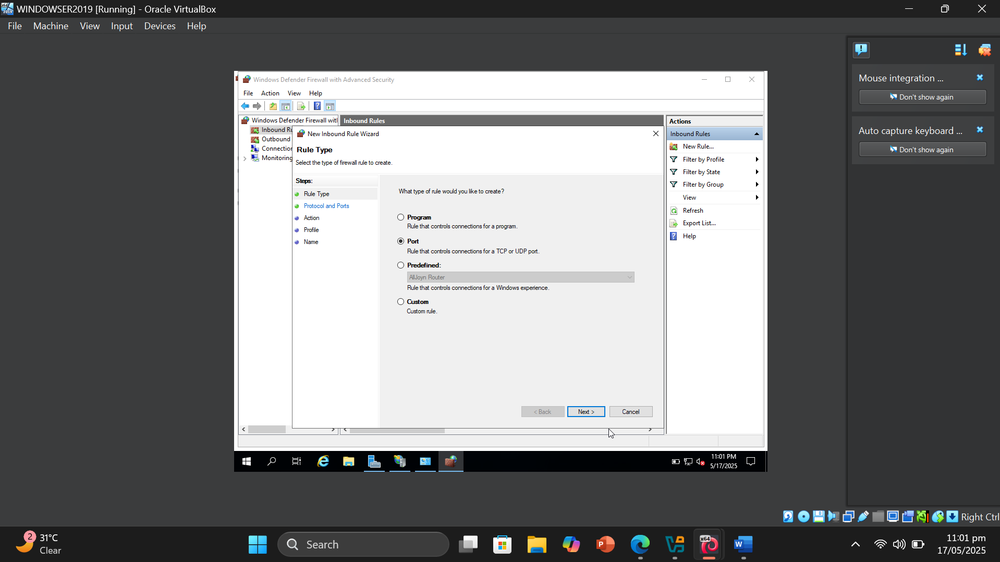 WINDOWSER2019 [Running] - Oracle VirtualBox
File Machine View Input Devices Help
Mouse integration ...
Don't show again
Auto capture keyboard ...
Don't show again
Windows Defender Firewall with Advanced Security
File Action View Help
Windows Defender Firewall witl
Inbound Ru
Outbound
Connection
Monitoring
Inbound Rules
New Inbound Rule Wizard
Rule Type
Select the type of firewall rule to create.
Steps:
Rule Type
Protocol and Ports
Action
Profile
Name
What type of rule would you like to create?
Program
Rule that controls connections for a program.
Port
Rule that controls connections for a TCP or UDP port.
Predefined:
AllJoyn Router
Rule that controls connections for a Windows experience.
Custom
Custom rule.
< Back Next > Cancel
Actions
Inbound Rules
New Rule...
Filter by Profile
Filter by State
Filter by Group
View
Refresh
Export List...
Help
11:01 PM
5/17/2025
Right Ctrl
2
31°C
Clear
Search
11:01 pm
17/05/2025